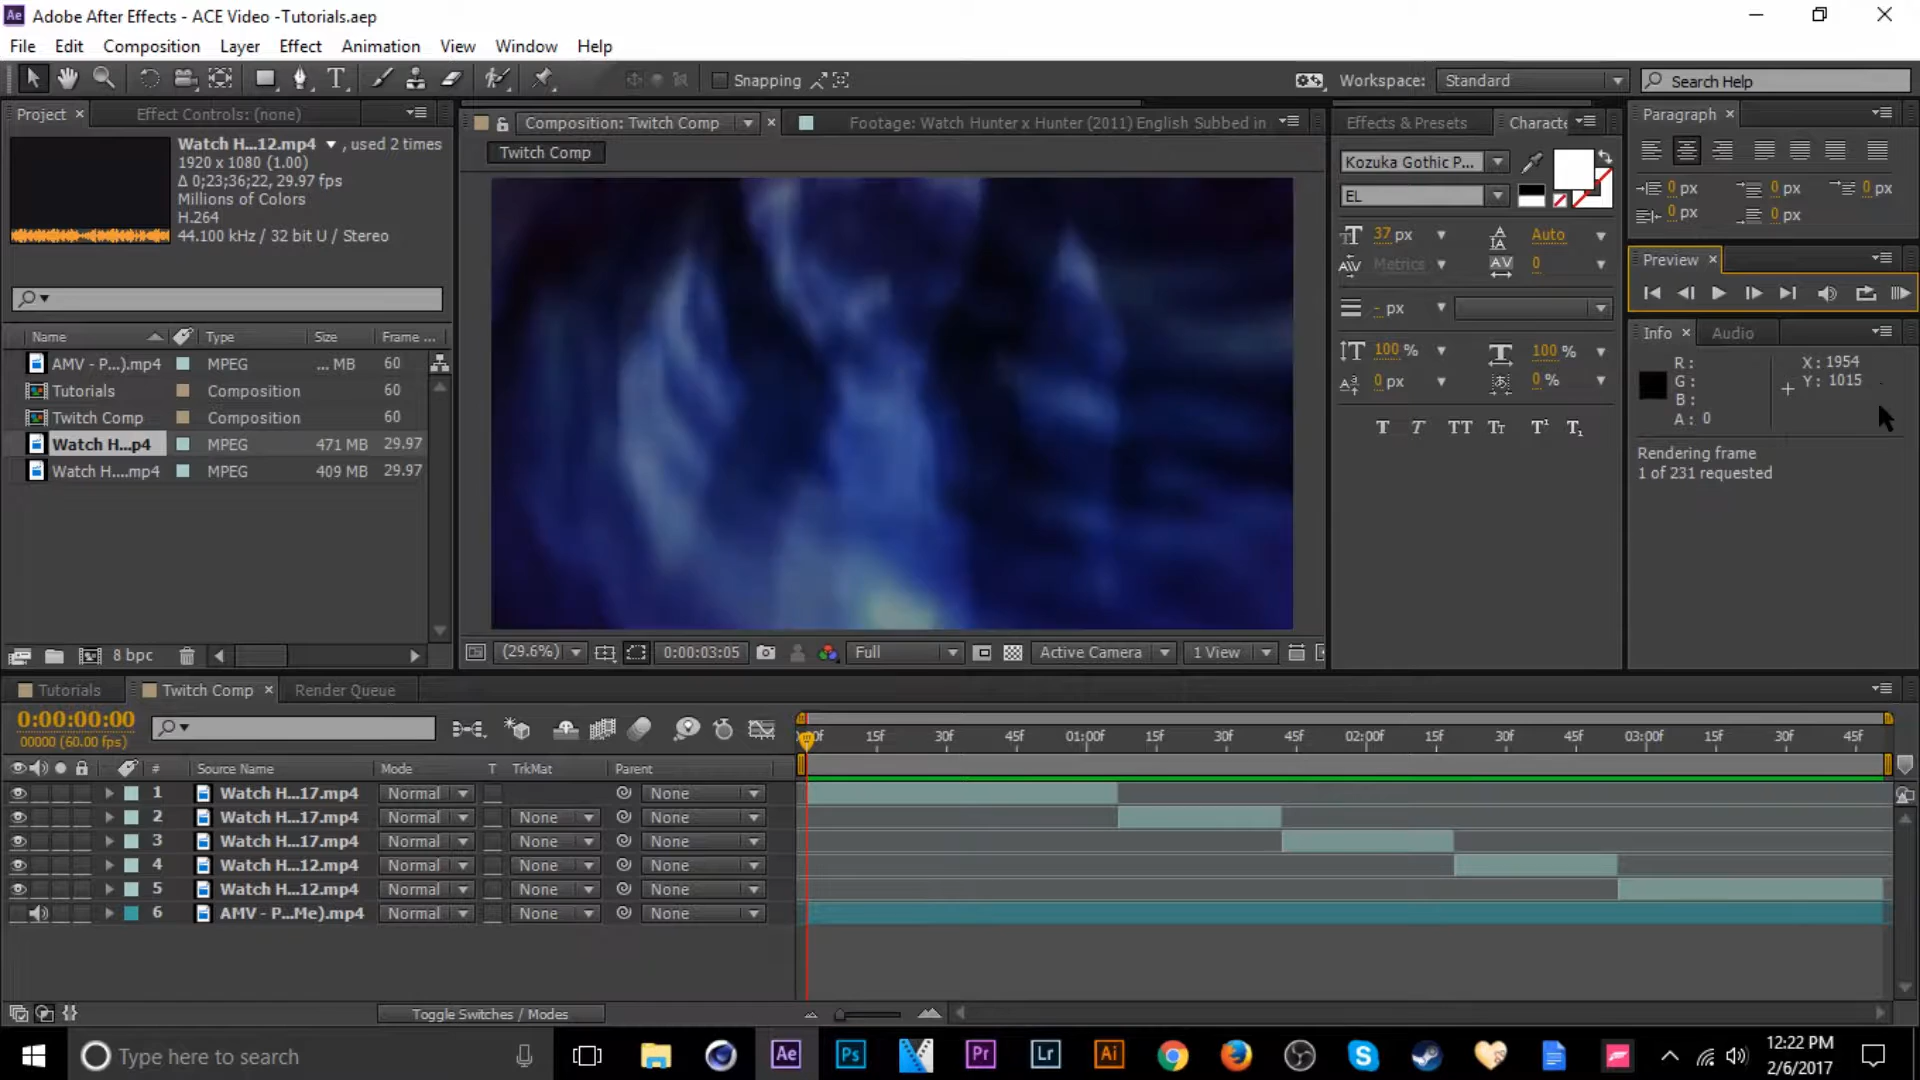 Adobe After Effects - ACE Video -Tutorials.aep
File Edit Composition Layer Effect Animation View Window Help
Snapping
Workspace: Standard
Search Help
Project
Effect Controls: (none)
Watch H...12.mp4 , used 2 times
1920 x 1080 (1.00)
Δ 0;23;36;22, 29.97 fps
Millions of Colors
H.264
44.100 kHz / 32 bit U / Stereo
Name Type Size Frame ...
AMV - P...).mp4 MPEG ... MB 60
Tutorials Composition 60
Twitch Comp Composition 60
Watch H...p4 MPEG 471 MB 29.97
Watch H....mp4 MPEG 409 MB 29.97
8 bpc
Composition: Twitch Comp
Footage: Watch Hunter x Hunter (2011) English Subbed in
Twitch Comp
(29.6%) 0:00:03:05 Full Active Camera 1 View
Effects & Presets
Characte
Kozuka Gothic P...
EL
37 px Auto
Metrics 0
- px
100 % 100 %
0 px 0 %
T T TT Tт T¹ T₁
Paragraph
0 px 0 px 0 px
0 px 0 px
Preview
Info Audio
R :
G :
B :
A : 0
X : 1954
Y : 1015
Rendering frame
1 of 231 requested
Tutorials Twitch Comp Render Queue
0:00:00:00
00000 (60.00 fps)
# Source Name Mode T TrkMat Parent
:00f 15f 30f 45f 01:00f 15f 30f 45f 02:00f 15f 30f 45f 03:00f 15f 30f 45f
1 Watch H...17.mp4 Normal None
2 Watch H...17.mp4 Normal None None
3 Watch H...17.mp4 Normal None None
4 Watch H...12.mp4 Normal None None
5 Watch H...12.mp4 Normal None None
6 AMV - P...Me).mp4 Normal None None
Toggle Switches / Modes
Type here to search
Ae Ps Pr Lr Ai
12:22 PM
2/6/2017